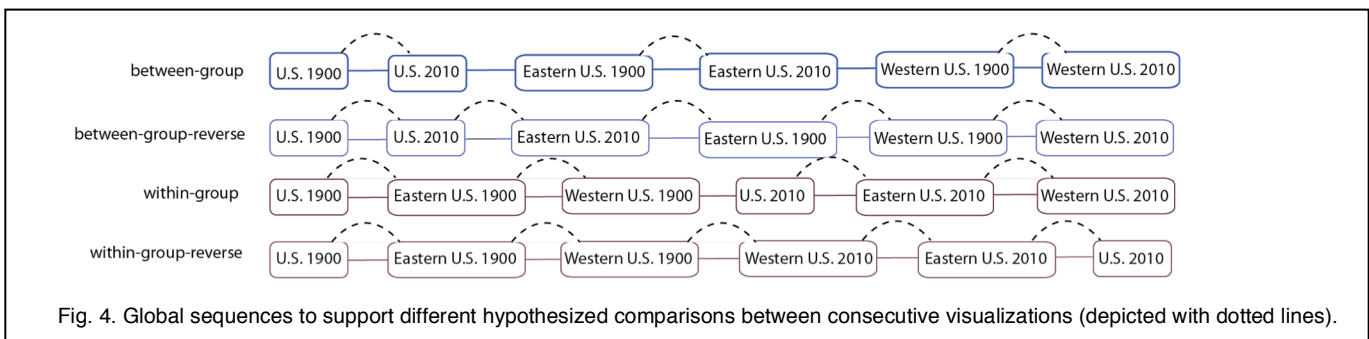 between-group U.S. 1900 U.S. 2010 Eastern U.S. 1900 Eastern U.S. 2010 Western U.S. 1900 Western U.S. 2010
between-group-reverse U.S. 1900 U.S. 2010 Eastern U.S. 2010 Eastern U.S. 1900 Western U.S. 1900 Western U.S. 2010
within-group U.S. 1900 Eastern U.S. 1900 Western U.S. 1900 U.S. 2010 Eastern U.S. 2010 Western U.S. 2010
within-group-reverse U.S. 1900 Eastern U.S. 1900 Western U.S. 1900 Western U.S. 2010 Eastern U.S. 2010 U.S. 2010
Fig. 4. Global sequences to support different hypothesized comparisons between consecutive visualizations (depicted with dotted lines).